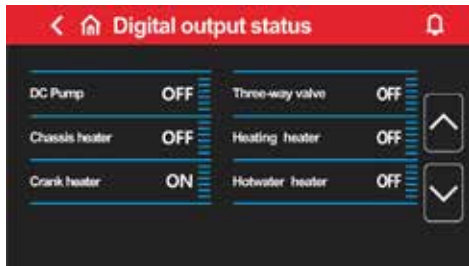 Digital output status
DC Pump OFF Three-way valve OFF
Chassis heater OFF Heating heater OFF
Crank heater ON Hotwater heater OFF